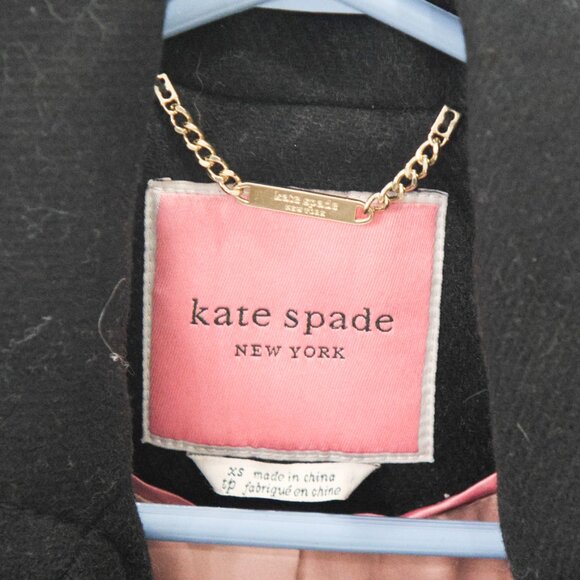 kate spade
NEW YORK
kate spade
NEW YORK
xs made in china
tp fabriqué en chine